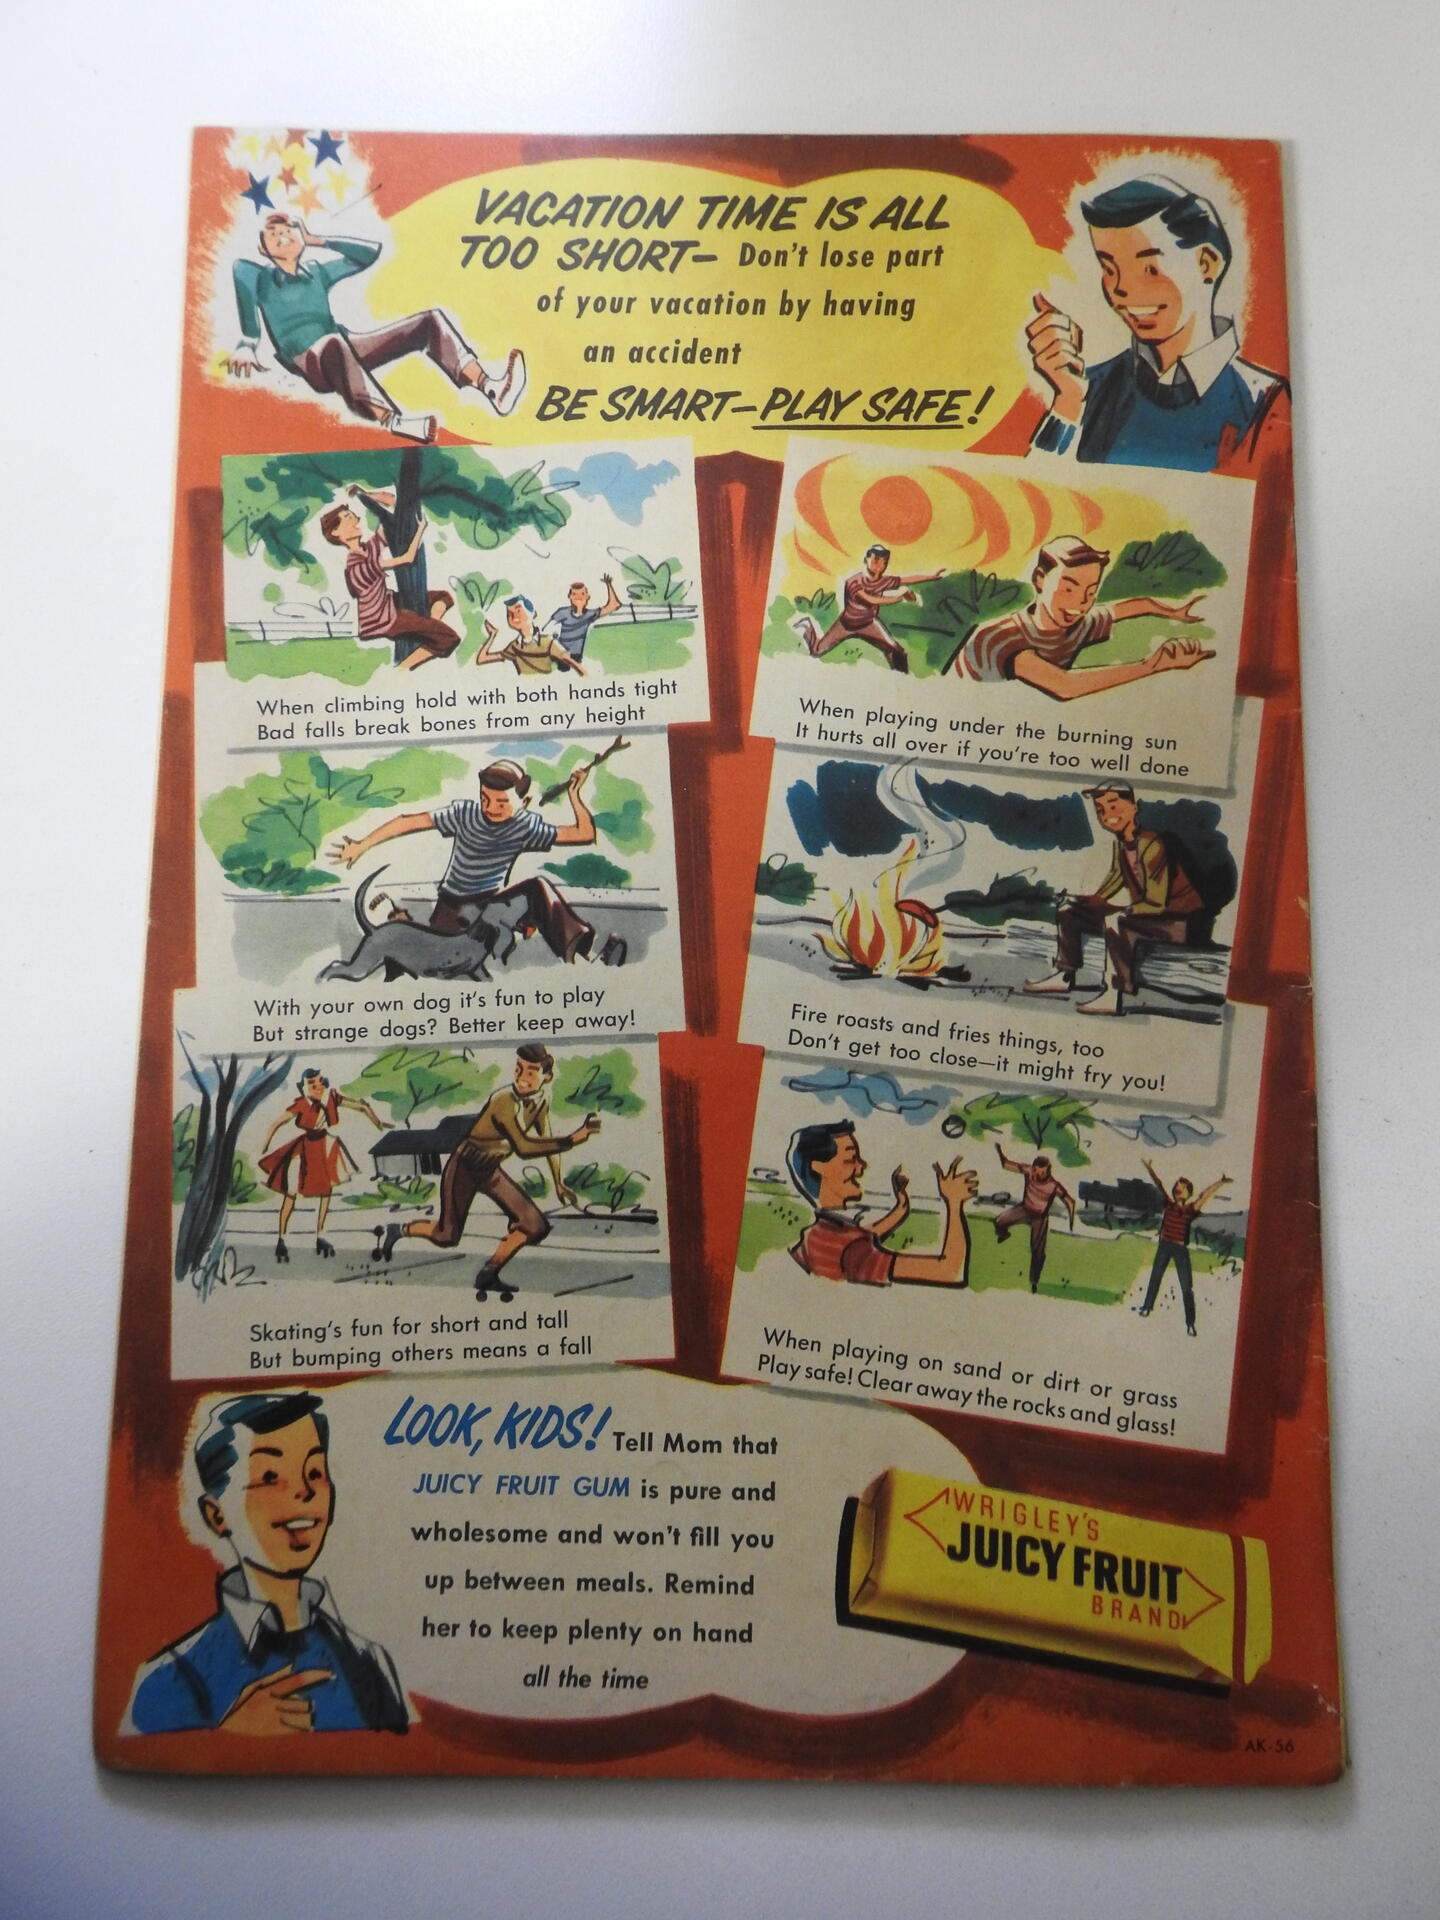 VACATION TIME IS ALL
TOO SHORT— Don't lose part
of your vacation by having
an accident
BE SMART—PLAY SAFE!
When climbing hold with both hands tight
Bad falls break bones from any height
When playing under the burning sun
It hurts all over if you're too well done
With your own dog it's fun to play
But strange dogs? Better keep away!
Fire roasts and fries things, too
Don't get too close—it might fry you!
Skating's fun for short and tall
But bumping others means a fall
When playing on sand or dirt or grass
Play safe! Clear away the rocks and glass!
LOOK, KIDS! Tell Mom that
JUICY FRUIT GUM is pure and
wholesome and won't fill you
up between meals. Remind
her to keep plenty on hand
all the time
WRIGLEY'S
JUICY FRUIT
BRAND
AK-56